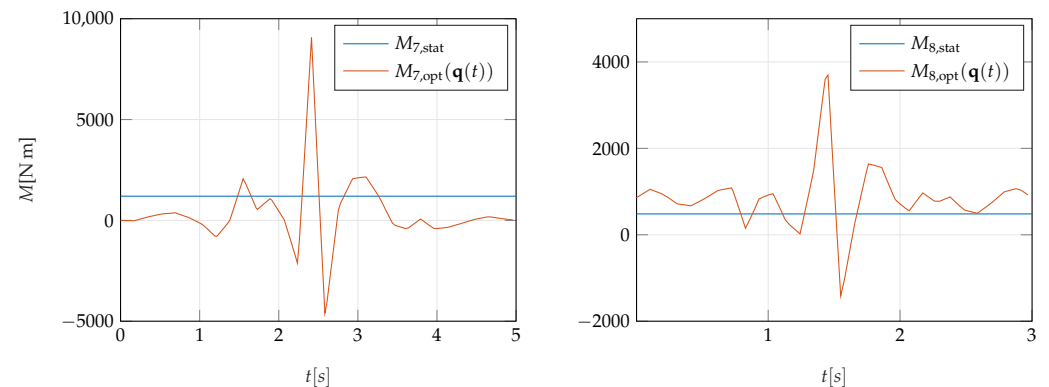 10,000
5000
0
−5000
M[N m]
0 1 2 3 4 5
t[s]
M7,stat
M7,opt(q(t))
4000
2000
0
−2000
1 2 3
t[s]
M8,stat
M8,opt(q(t))